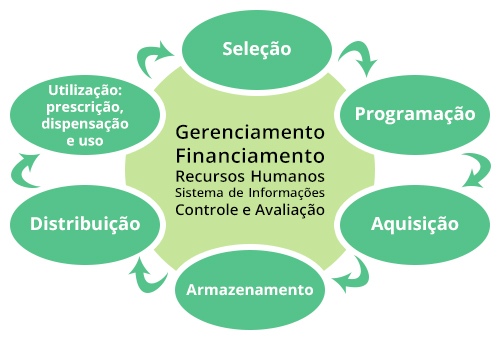 Seleção
Programação
Aquisição
Armazenamento
Distribuição
Utilização:
prescrição,
dispensação
e uso
Gerenciamento
Financiamento
Recursos Humanos
Sistema de Informações
Controle e Avaliação